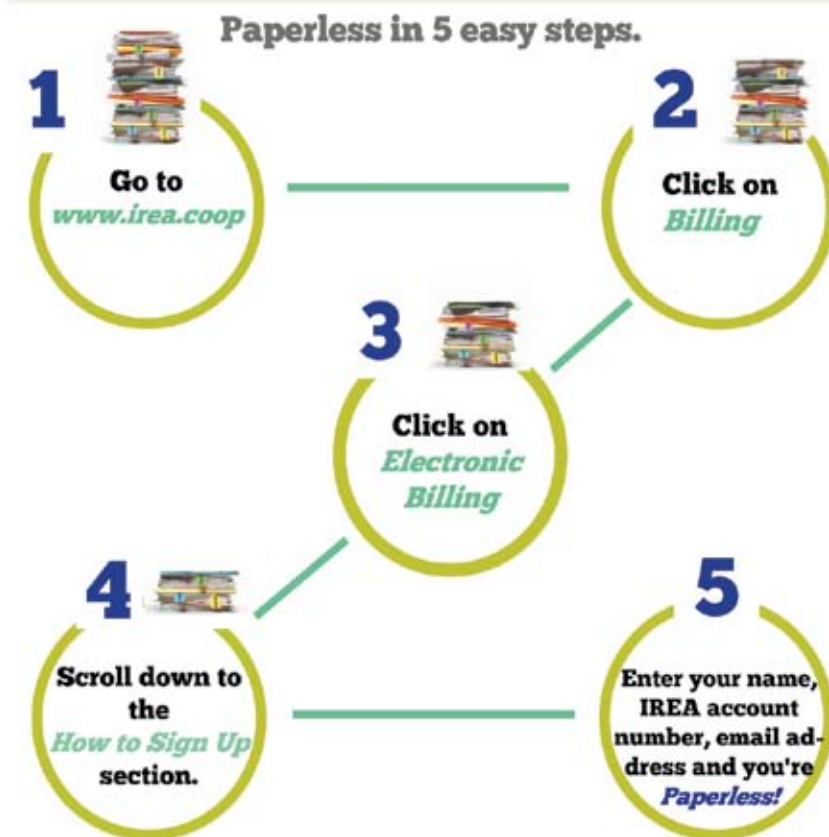 Paperless in 5 easy steps.
1
Go to
www.irea.coop
2
Click on
Billing
3
Click on
Electronic
Billing
4
Scroll down to
the
How to Sign Up
section.
5
Enter your name,
IREA account
number, email ad-
dress and you're
Paperless!